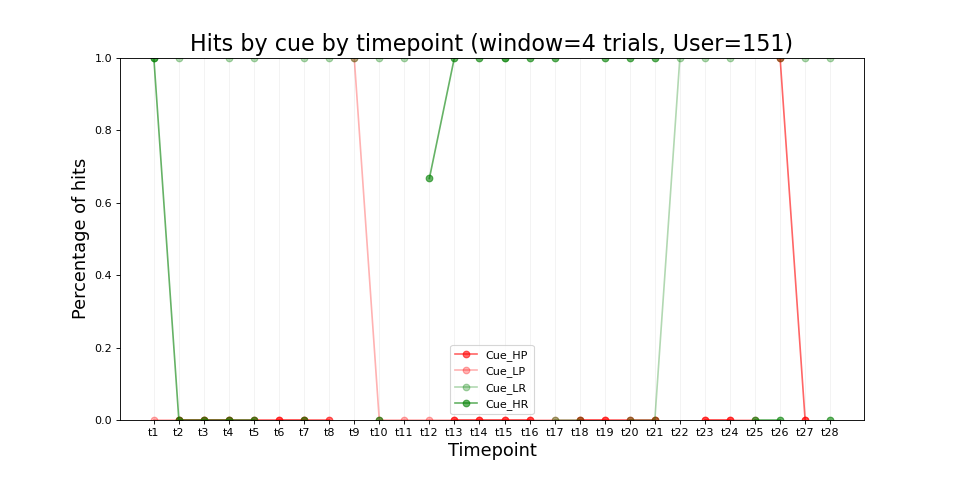 Hits by cue by timepoint (window=4 trials, User=151)
Percentage of hits
1.0
0.8
0.6
0.4
0.2
0.0
Cue_HP
Cue_LP
Cue_LR
Cue_HR
t1 t2 t3 t4 t5 t6 t7 t8 t9 t10 t11 t12 t13 t14 t15 t16 t17 t18 t19 t20 t21 t22 t23 t24 t25 t26 t27 t28
Timepoint